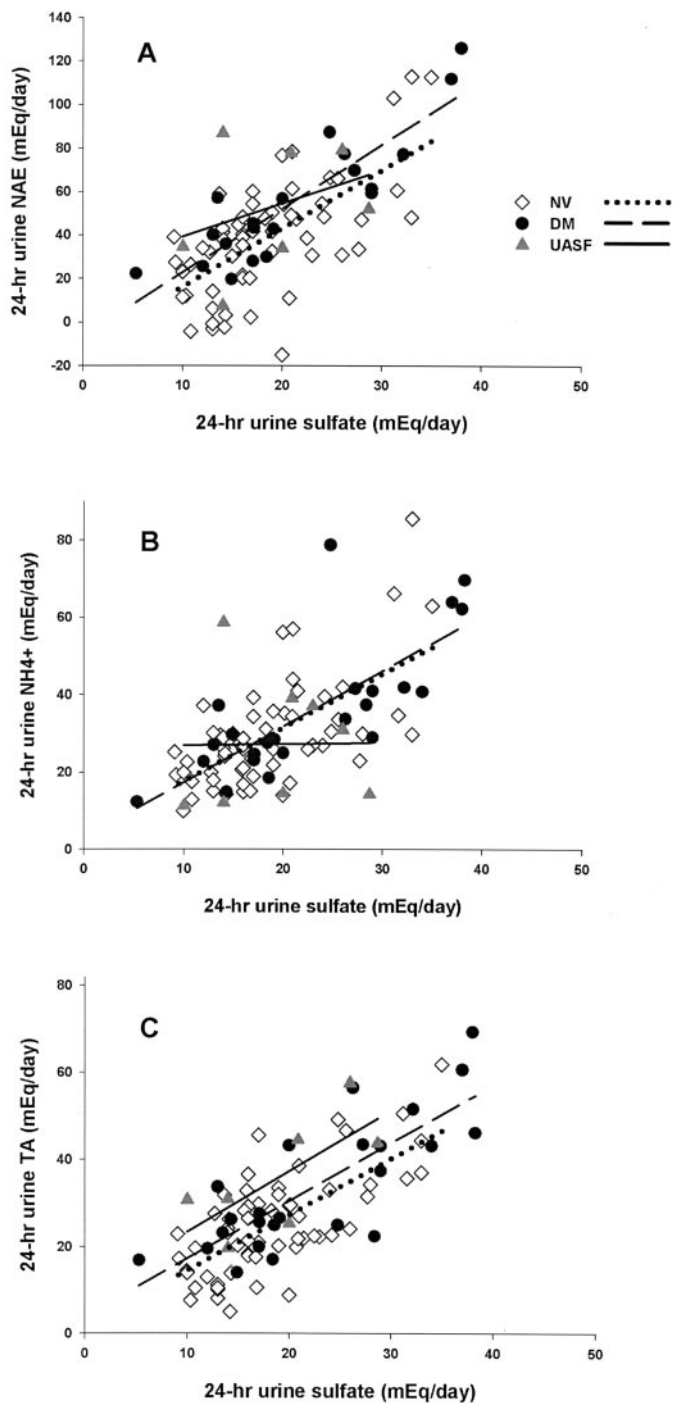 A
24-hr urine NAE (mEq/day)
140
120
100
80
60
40
20
0
-20
0 10 20 30 40 50
24-hr urine sulfate (mEq/day)
NV
DM
UASF
B
24-hr urine NH4+ (mEq/day)
80
60
40
20
0
0 10 20 30 40 50
24-hr urine sulfate (mEq/day)
C
24-hr urine TA (mEq/day)
80
60
40
20
0
0 10 20 30 40 50
24-hr urine sulfate (mEq/day)